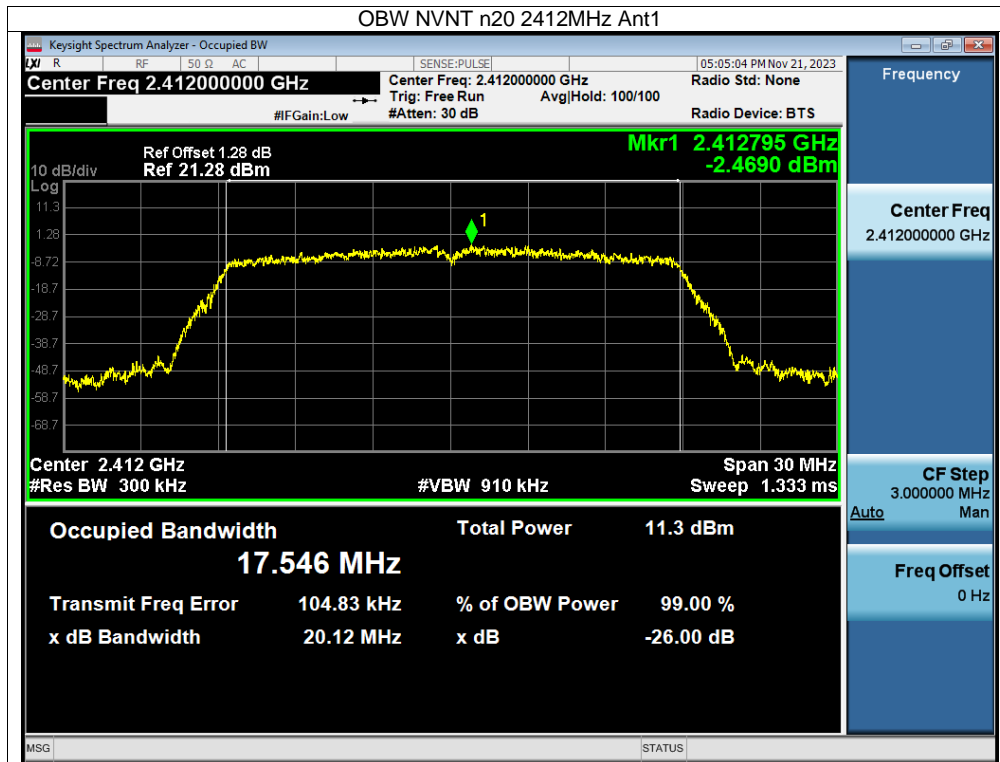 OBW NVNT n20 2412MHz Ant1
Keysight Spectrum Analyzer - Occupied BW
LXI R RF 50 Ω AC SENSE:PULSE 05:05:04 PM Nov 21, 2023
Center Freq 2.412000000 GHz Center Freq: 2.412000000 GHz Radio Std: None
Trig: Free Run Avg|Hold: 100/100
#IFGain:Low #Atten: 30 dB Radio Device: BTS
Frequency
Mkr1 2.412795 GHz
-2.4690 dBm
Ref Offset 1.28 dB
10 dB/div Ref 21.28 dBm
Log
11.3
1.28
-8.72
-18.7
-28.7
-38.7
-48.7
-58.7
-68.7
1
Center 2.412 GHz Span 30 MHz
#Res BW 300 kHz #VBW 910 kHz Sweep 1.333 ms
Center Freq
2.412000000 GHz
CF Step
3.000000 MHz
Auto Man
Freq Offset
0 Hz
Occupied Bandwidth Total Power 11.3 dBm
17.546 MHz
Transmit Freq Error 104.83 kHz % of OBW Power 99.00 %
x dB Bandwidth 20.12 MHz x dB -26.00 dB
MSG STATUS